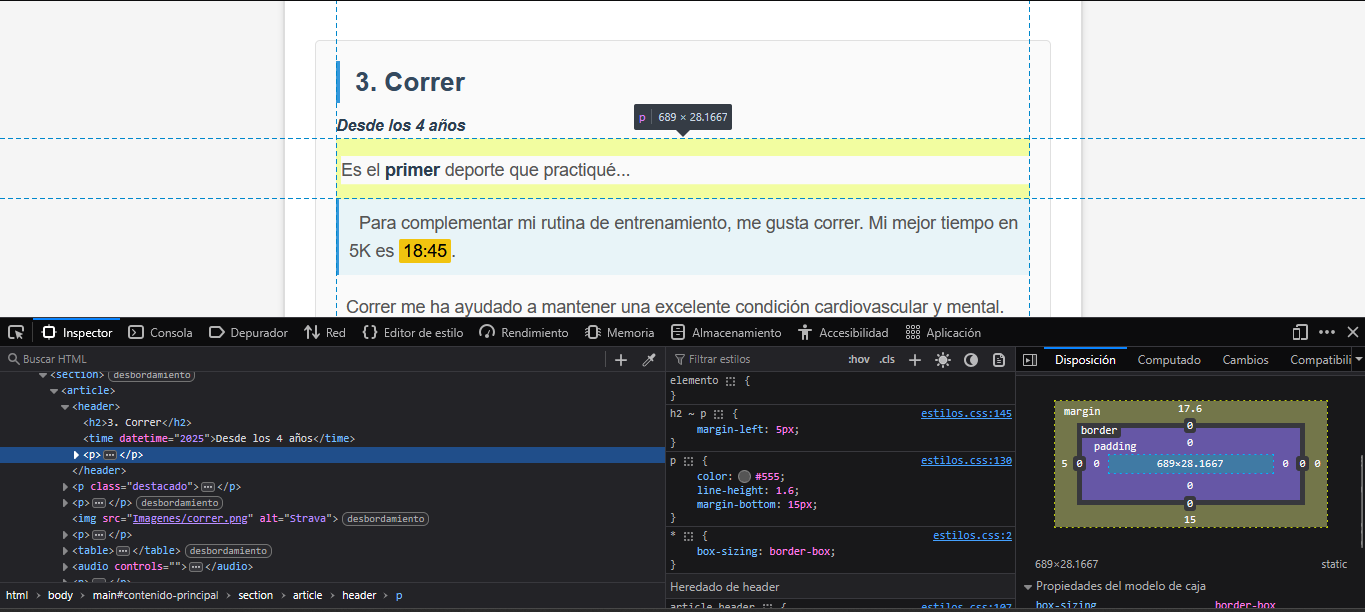 3. Correr
Desde los 4 años
p 689 × 28.1667
Es el primer deporte que practiqué...
Para complementar mi rutina de entrenamiento, me gusta correr. Mi mejor tiempo en
5K es 18:45.
Correr me ha ayudado a mantener una excelente condición cardiovascular y mental.
Inspector Consola Depurador Red Editor de estilo Rendimiento Memoria Almacenamiento Accesibilidad Aplicación
Buscar HTML
<section> desbordamiento
<article>
<header>
<h2>3. Correr</h2>
<time datetime="2025">Desde los 4 años</time>
<p>⋯</p>
</header>
<p class="destacado">⋯</p>
<p>⋯</p> desbordamiento
<img src="Imagenes/correr.png" alt="Strava"> desbordamiento
<p>⋯</p>
<table>⋯</table> desbordamiento
<audio controls="">⋯</audio>
<p>⋯</p>
html > body > main#contenido-principal > section > article > header > p
Filtrar estilos :hov .cls
elemento {
}
h2 ~ p { estilos.css:145
margin-left: 5px;
}
p { estilos.css:130
color: #555;
line-height: 1.6;
margin-bottom: 15px;
}
* { estilos.css:2
box-sizing: border-box;
}
Heredado de header
article header { estilos.css:107
Disposición Computado Cambios Compatibili
margin 17.6
border 0
padding 0
5 0 0 689×28.1667 0 0 0
0
0
15
689×28.1667 static
Propiedades del modelo de caja
box-sizing border-box